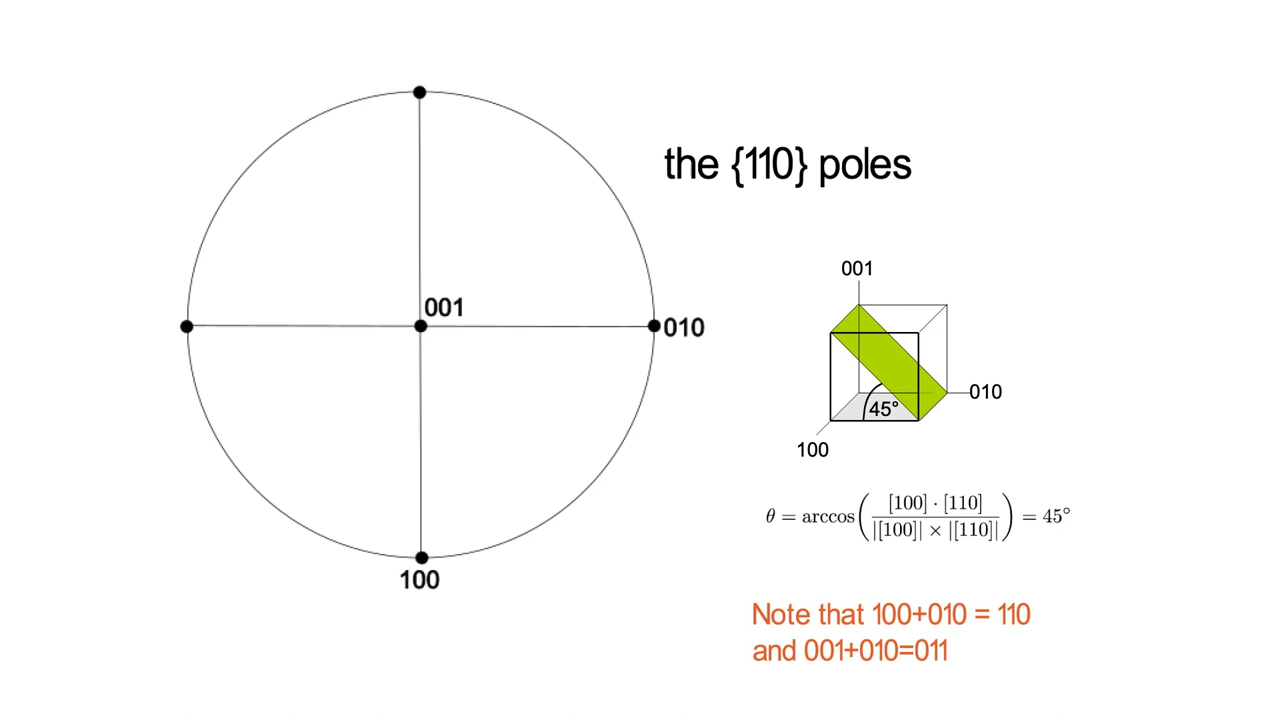 the {110} poles
001
010
100
001
010
100
45°
θ = arccos([100] · [110] / |[100]| × |[110]|) = 45°
Note that 100+010 = 110
and 001+010=011